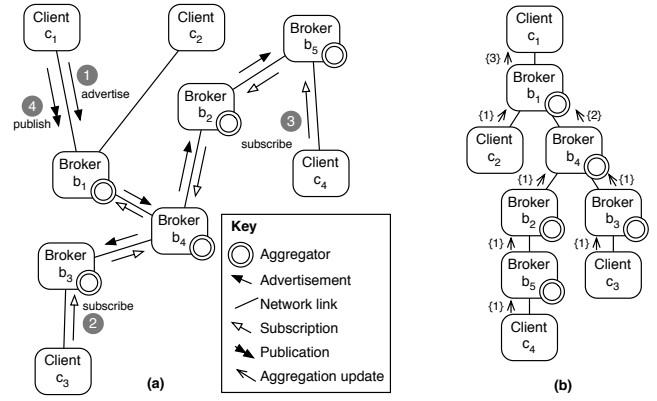 Client
c1
Client
c2
1
advertise
4
publish
Broker
b5
Broker
b2
3
subscribe
Broker
b1
Client
c4
Broker
b4
Broker
b3
subscribe
2
Client
c3
(a)
Key
Aggregator
Advertisement
Network link
Subscription
Publication
Aggregation update
Client
c1
{3}
Broker
b1
{1}
{2}
Client
c2
Broker
b4
{1}
{1}
Broker
b2
Broker
b3
{1}
{1}
Broker
b5
Client
c3
{1}
Client
c4
(b)